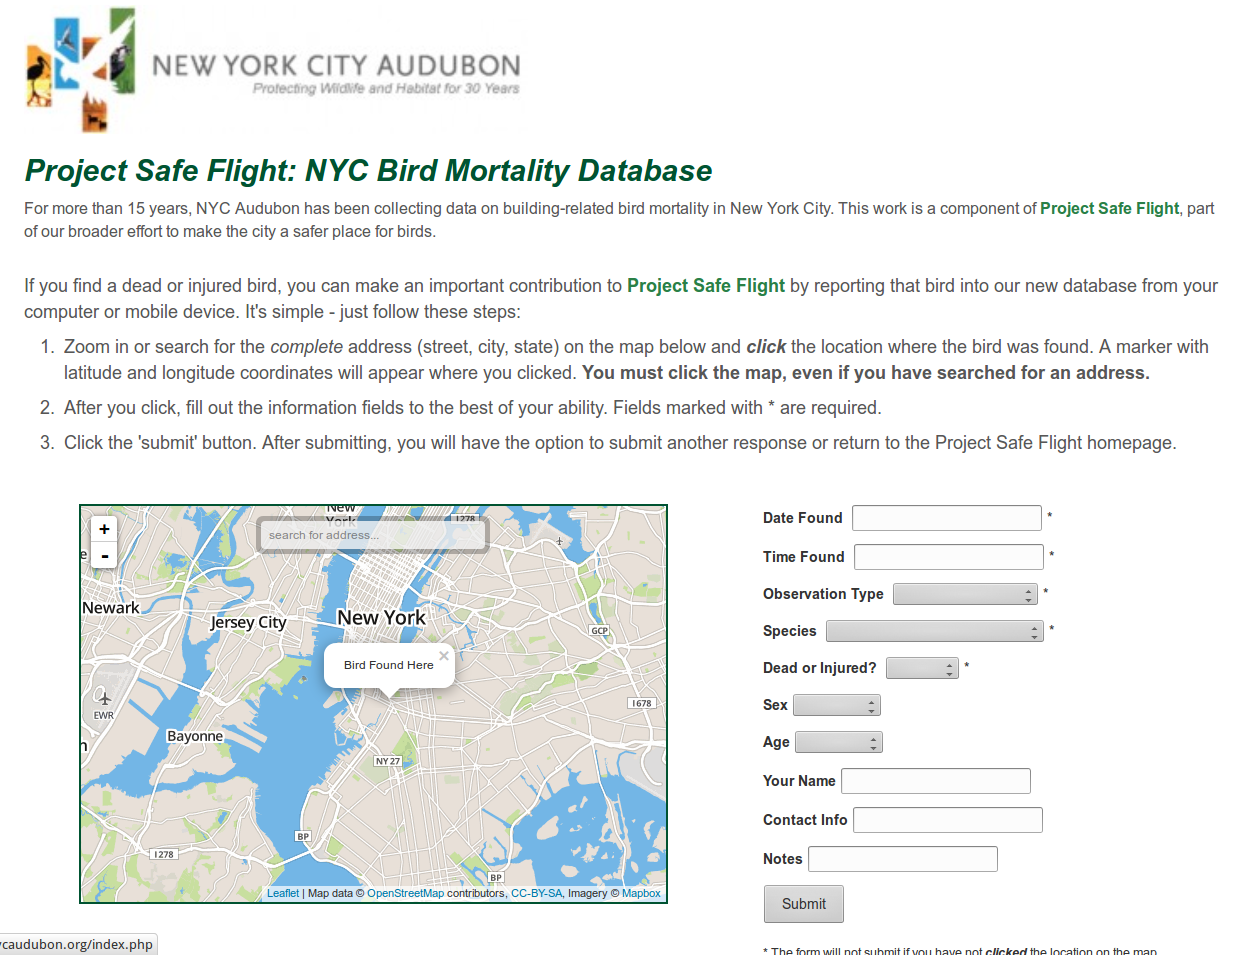 NEW YORK CITY AUDUBON
Protecting Wildlife and Habitat for 30 Years
Project Safe Flight: NYC Bird Mortality Database
For more than 15 years, NYC Audubon has been collecting data on building-related bird mortality in New York City. This work is a component of Project Safe Flight, part
of our broader effort to make the city a safer place for birds.
If you find a dead or injured bird, you can make an important contribution to Project Safe Flight by reporting that bird into our new database from your
computer or mobile device. It's simple - just follow these steps:
1. Zoom in or search for the complete address (street, city, state) on the map below and click the location where the bird was found. A marker with
latitude and longitude coordinates will appear where you clicked. You must click the map, even if you have searched for an address.
2. After you click, fill out the information fields to the best of your ability. Fields marked with * are required.
3. Click the 'submit' button. After submitting, you will have the option to submit another response or return to the Project Safe Flight homepage.
+
-
New
York
I 278
search for address...
e
Newark
Jersey City
New York
GCP
Bird Found Here ×
EWR
I 678
Bayonne
n
NY 27
BP
I 278
BP
Leaflet | Map data © OpenStreetMap contributors, CC-BY-SA, Imagery © Mapbox
Date Found *
Time Found *
Observation Type *
Species *
Dead or Injured? *
Sex
Age
Your Name
Contact Info
Notes
Submit
* The form will not submit if you have not clicked the location on the map
caudubon.org/index.php